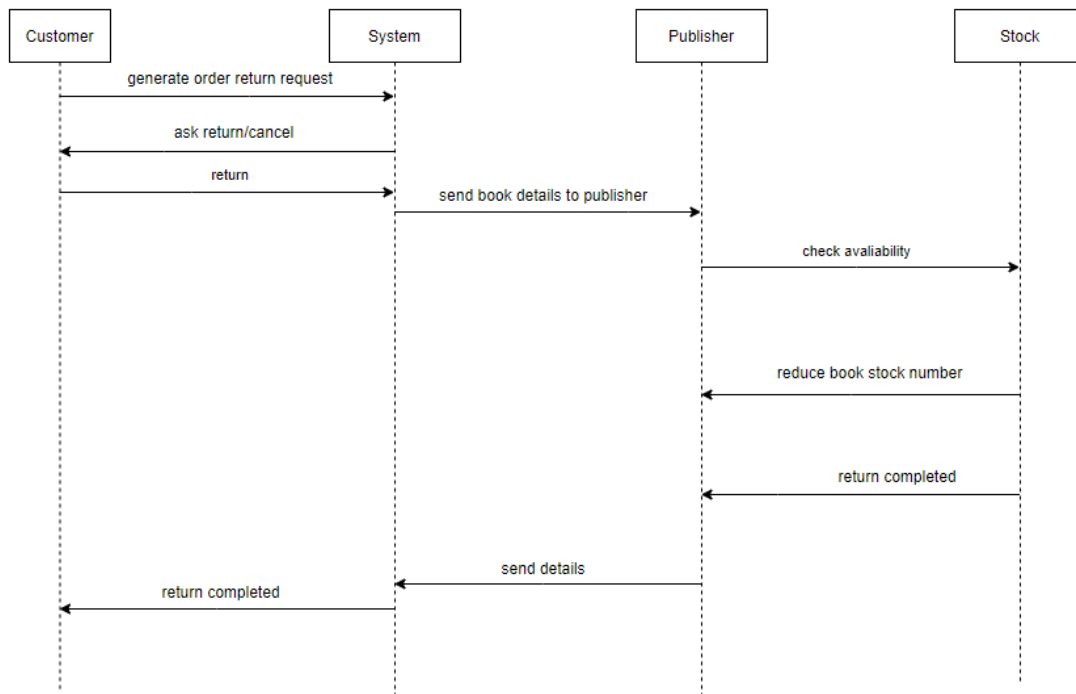 Customer
System
Publisher
Stock
generate order return request
ask return/cancel
return
send book details to publisher
check avaliability
reduce book stock number
return completed
send details
return completed